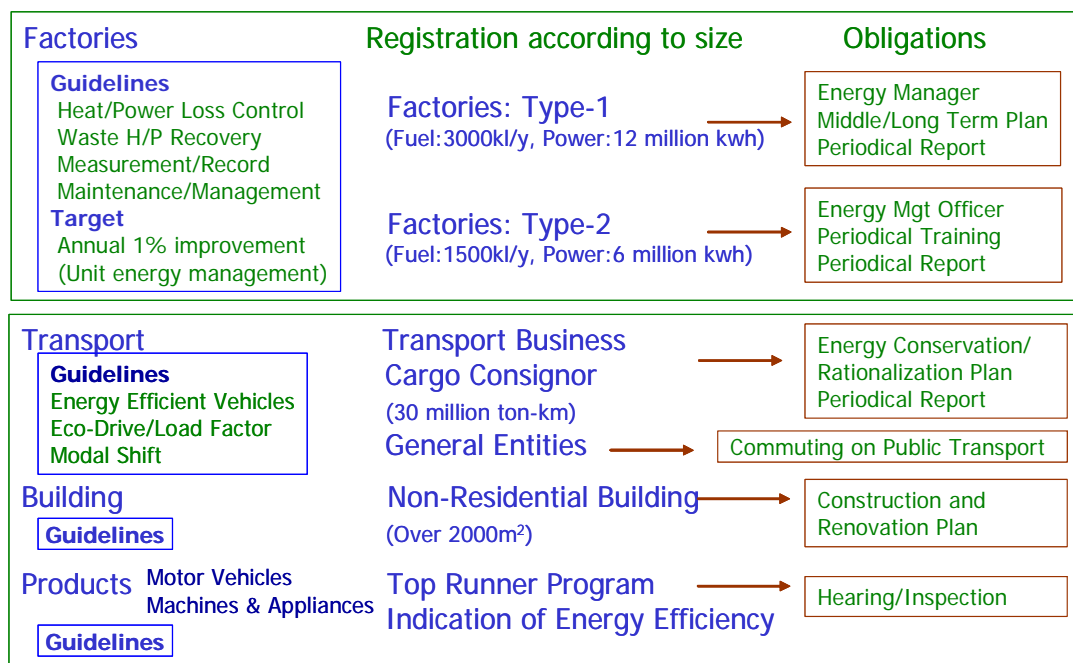 Factories
Registration according to size
Obligations
Guidelines
Heat/Power Loss Control
Waste H/P Recovery
Measurement/Record
Maintenance/Management
Target
Annual 1% improvement
(Unit energy management)
Factories: Type-1
(Fuel:3000kl/y, Power:12 million kwh)
Energy Manager
Middle/Long Term Plan
Periodical Report
Factories: Type-2
(Fuel:1500kl/y, Power:6 million kwh)
Energy Mgt Officer
Periodical Training
Periodical Report
Transport
Guidelines
Energy Efficient Vehicles
Eco-Drive/Load Factor
Modal Shift
Transport Business
Cargo Consignor
(30 million ton-km)
Energy Conservation/
Rationalization Plan
Periodical Report
General Entities
Commuting on Public Transport
Building
Guidelines
Non-Residential Building
(Over 2000m²)
Construction and
Renovation Plan
Products
Motor Vehicles
Machines & Appliances
Guidelines
Top Runner Program
Indication of Energy Efficiency
Hearing/Inspection